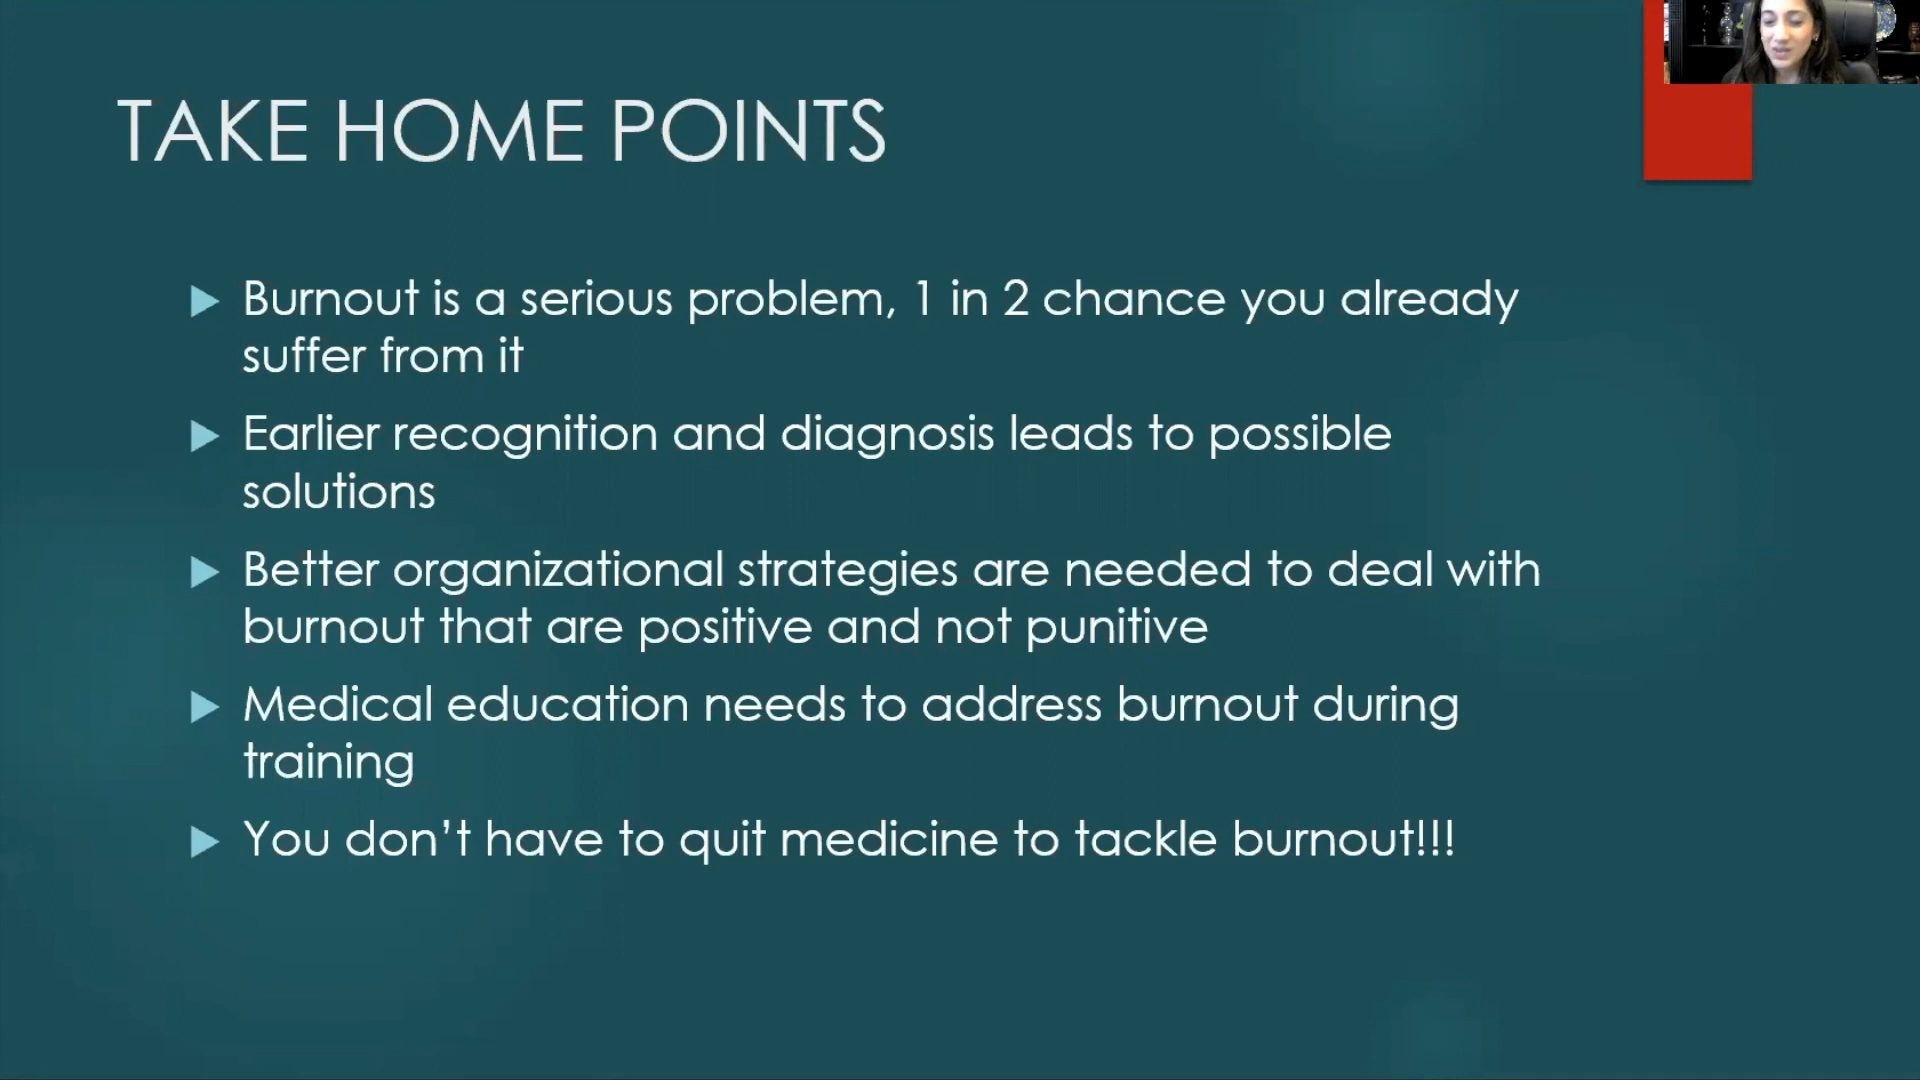 TAKE HOME POINTS
Burnout is a serious problem, 1 in 2 chance you already
suffer from it
Earlier recognition and diagnosis leads to possible
solutions
Better organizational strategies are needed to deal with
burnout that are positive and not punitive
Medical education needs to address burnout during
training
You don’t have to quit medicine to tackle burnout!!!